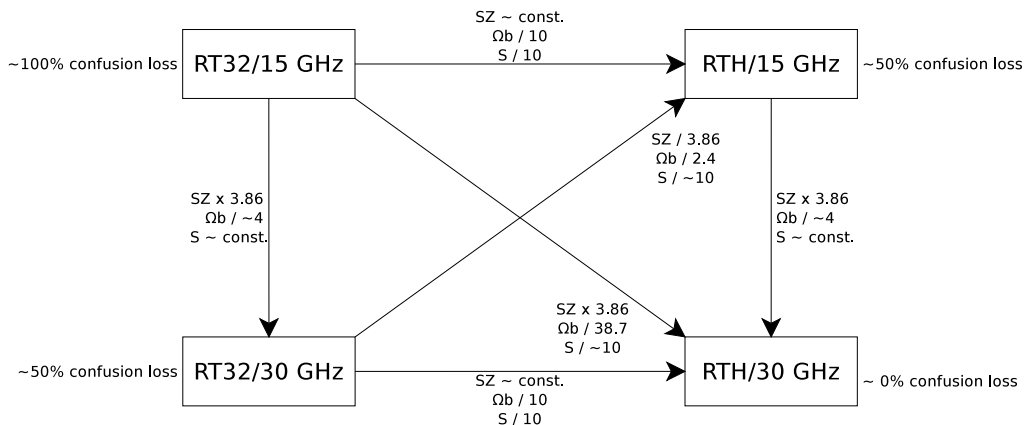 SZ ~ const.
Ωb / 10
S / 10
~100% confusion loss
RT32/15 GHz
RTH/15 GHz
~50% confusion loss
SZ / 3.86
Ωb / 2.4
S / ~10
SZ x 3.86
Ωb / ~4
S ~ const.
SZ x 3.86
Ωb / ~4
S ~ const.
SZ x 3.86
Ωb / 38.7
S / ~10
~50% confusion loss
RT32/30 GHz
RTH/30 GHz
~ 0% confusion loss
SZ ~ const.
Ωb / 10
S / 10